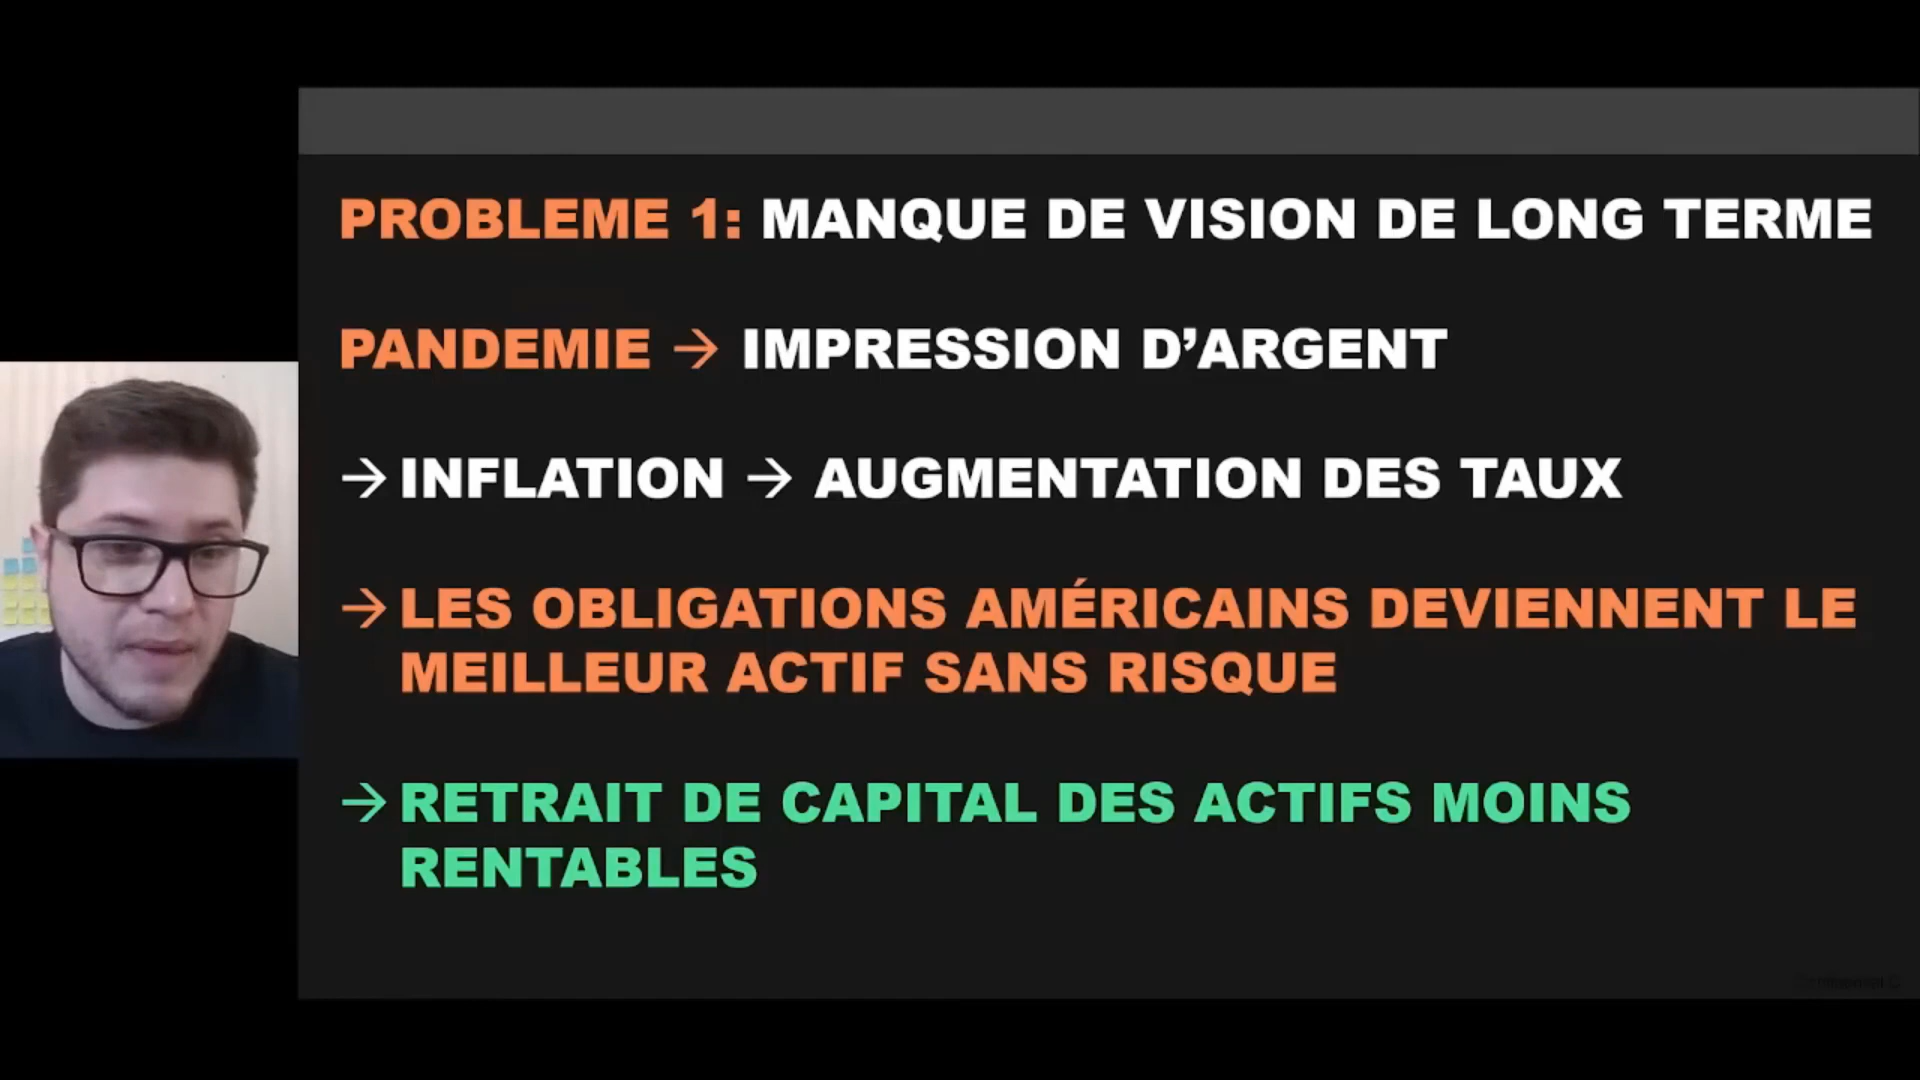 PROBLEME 1: MANQUE DE VISION DE LONG TERME
PANDEMIE → IMPRESSION D’ARGENT
→ INFLATION → AUGMENTATION DES TAUX
→ LES OBLIGATIONS AMÉRICAINS DEVIENNENT LE
MEILLEUR ACTIF SANS RISQUE
→ RETRAIT DE CAPITAL DES ACTIFS MOINS
RENTABLES